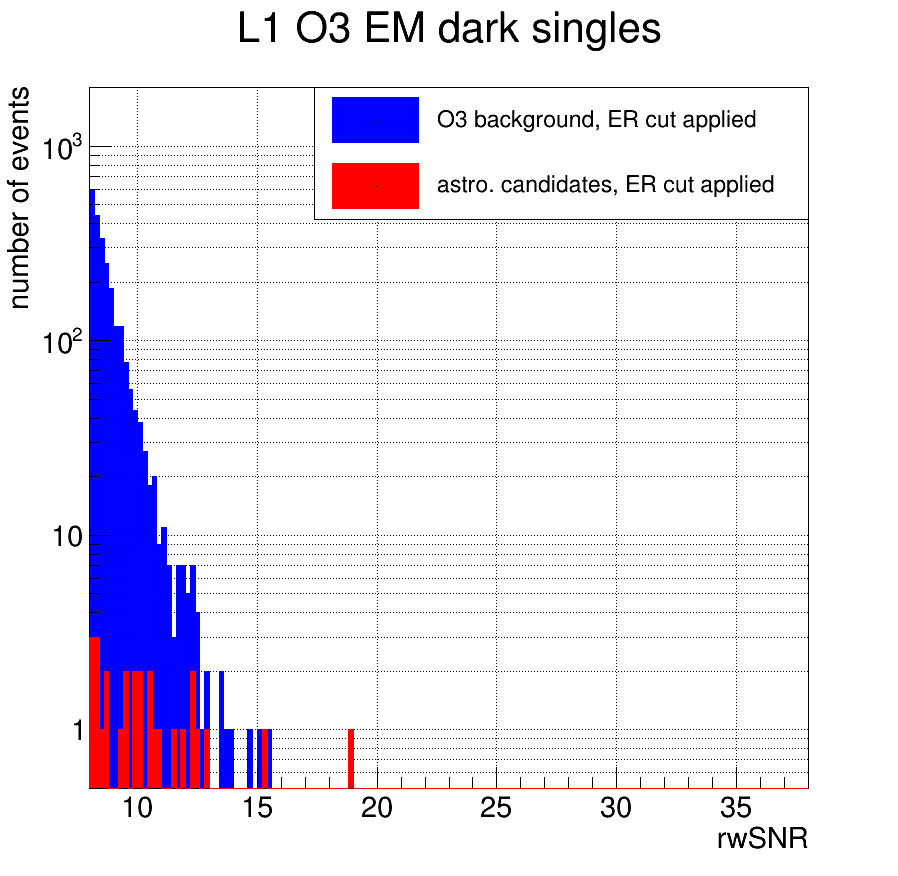 L1 O3 EM dark singles
number of events
O3 background, ER cut applied
astro. candidates, ER cut applied
10³
10²
10
1
10 15 20 25 30 35
rwSNR